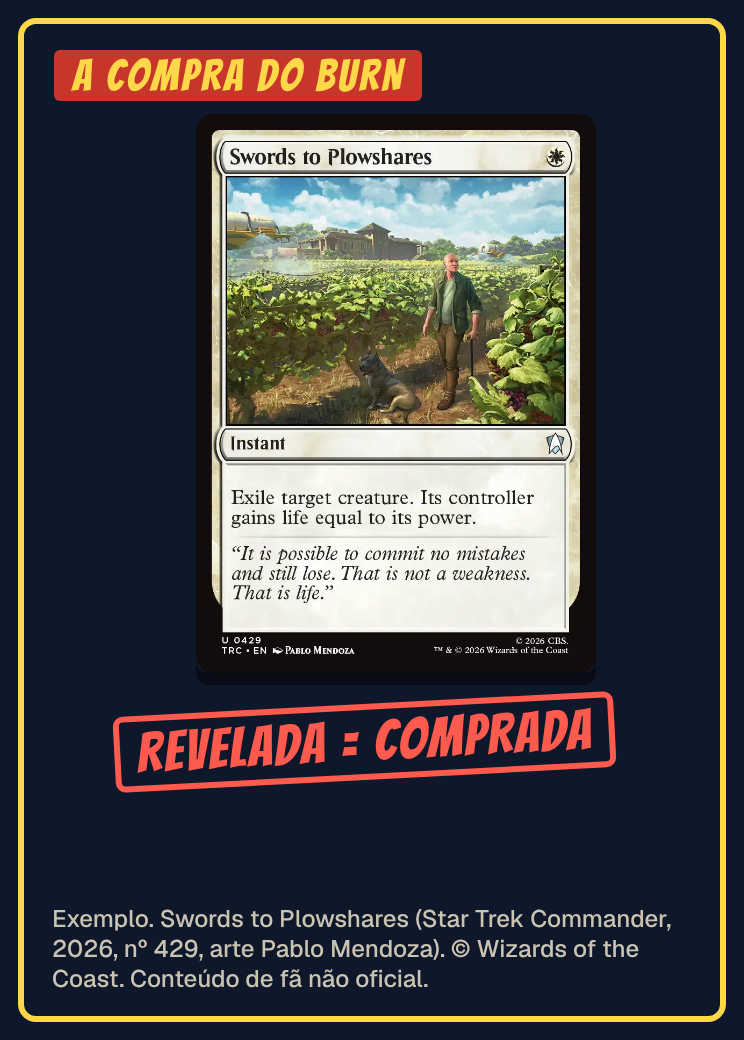 A COMPRA DO BURN
Swords to Plowshares
Instant
Exile target creature. Its controller
gains life equal to its power.
“It is possible to commit no mistakes
and still lose. That is not a weakness.
That is life.”
U 0429
© 2026 CBS.
TRC • EN Pablo Mendoza
™ & © 2026 Wizards of the Coast
REVELADA = COMPRADA
Exemplo. Swords to Plowshares (Star Trek Commander,
2026, nº 429, arte Pablo Mendoza). © Wizards of the
Coast. Conteúdo de fã não oficial.